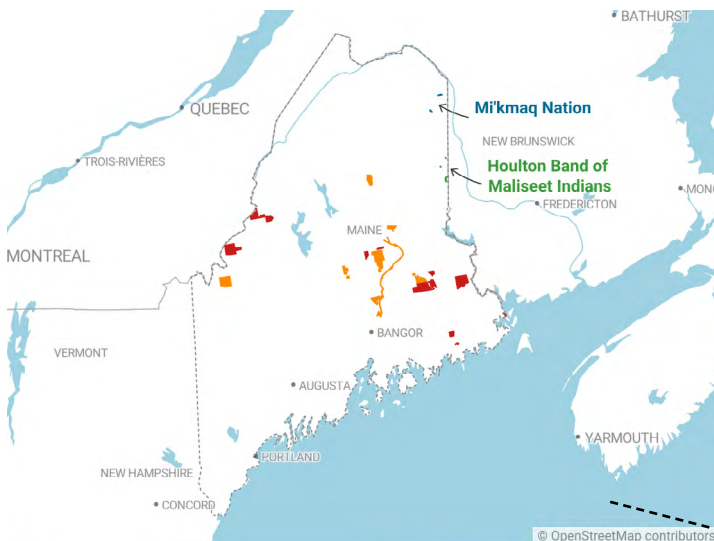 BATHURST
QUEBEC
Mi'kmaq Nation
NEW BRUNSWICK
TROIS-RIVIÈRES
Houlton Band of
Maliseet Indians
MONC
FREDERICTON
MAINE
MONTREAL
BANGOR
VERMONT
AUGUSTA
YARMOUTH
PORTLAND
NEW HAMPSHIRE
CONCORD
© OpenStreetMap contributors